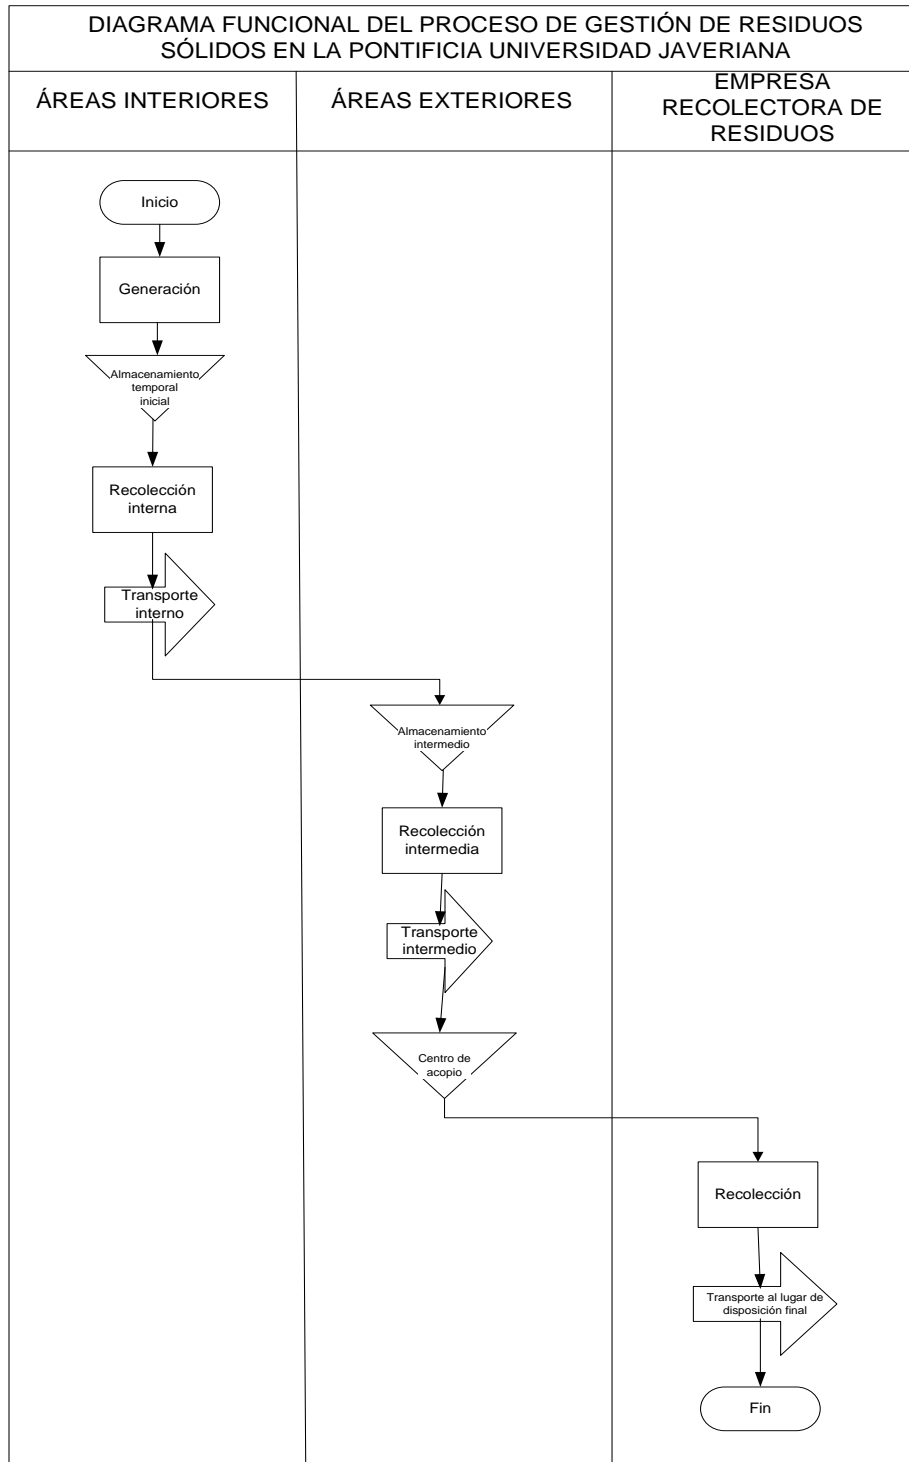 DIAGRAMA FUNCIONAL DEL PROCESO DE GESTIÓN DE RESIDUOS
SÓLIDOS EN LA PONTIFICIA UNIVERSIDAD JAVERIANA
ÁREAS INTERIORES
ÁREAS EXTERIORES
EMPRESA
RECOLECTORA DE
RESIDUOS
Inicio
Generación
Almacenamiento
temporal
inicial
Recolección
interna
Transporte
interno
Almacenamiento
intermedio
Recolección
intermedia
Transporte
intermedio
Centro de
acopio
Recolección
Transporte al lugar de
disposición final
Fin